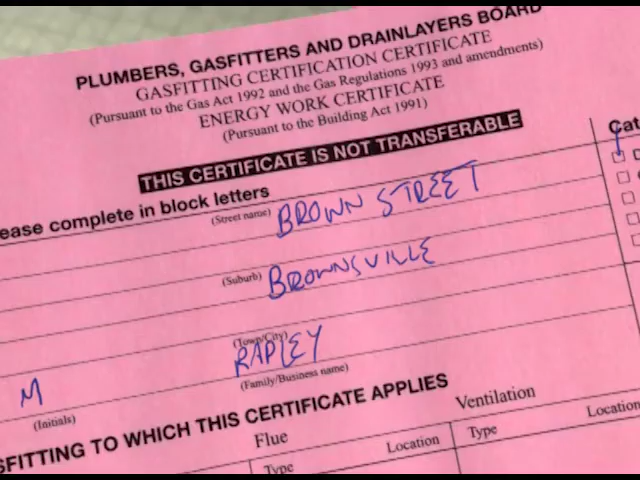 PLUMBERS, GASFITTERS AND DRAINLAYERS BOARD
GASFITTING CERTIFICATION CERTIFICATE
(Pursuant to the Gas Act 1992 and the Gas Regulations 1993 and amendments)
ENERGY WORK CERTIFICATE
(Pursuant to the Building Act 1991)
THIS CERTIFICATE IS NOT TRANSFERABLE
ease complete in block letters
Cat
(Street name) BROWN STREET
(Suburb) BROWNSVILLE
(Town/City)
M RAPLEY
(Initials) (Family/Business name)
SFITTING TO WHICH THIS CERTIFICATE APPLIES
Flue Ventilation
Type Location Type Location